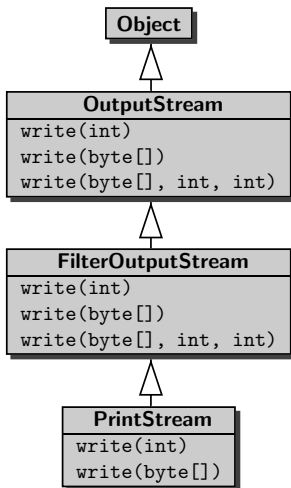 Object
OutputStream
write(int)
write(byte[])
write(byte[], int, int)
FilterOutputStream
write(int)
write(byte[])
write(byte[], int, int)
PrintStream
write(int)
write(byte[])